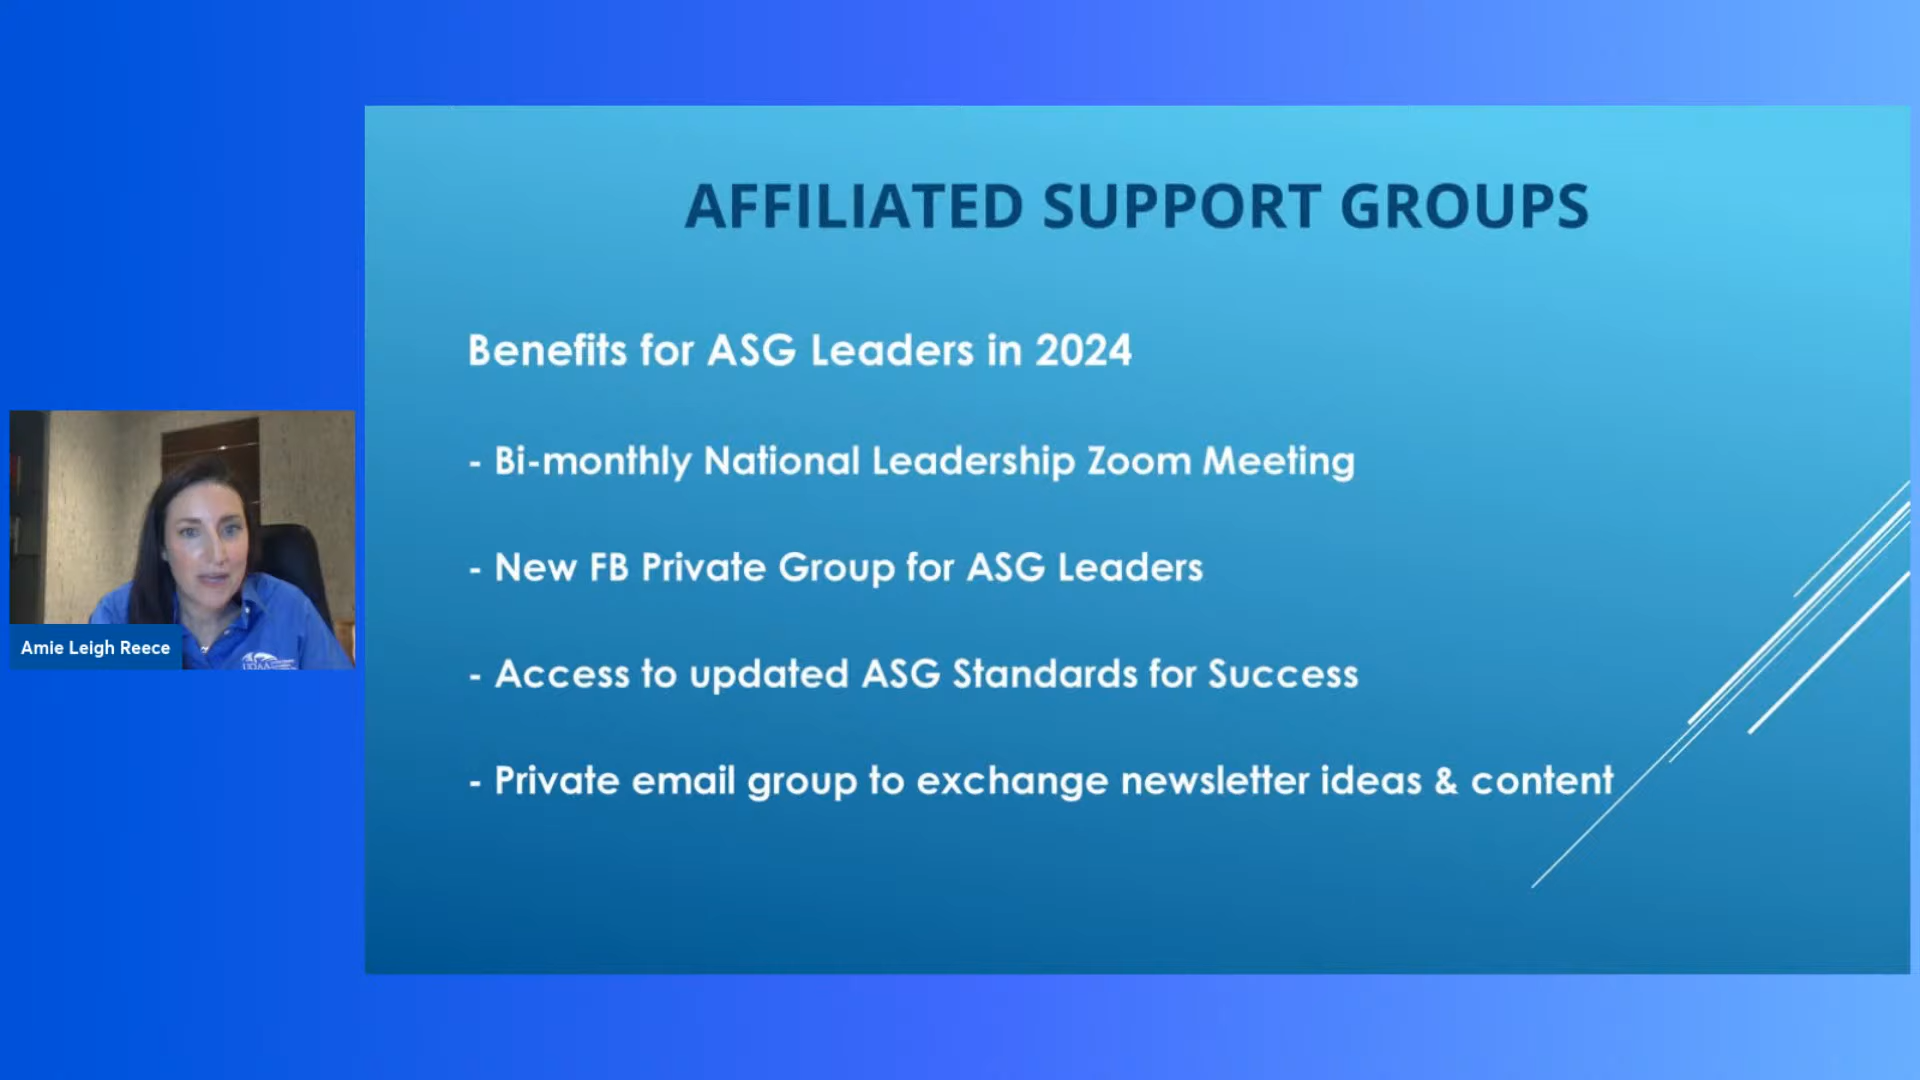 AFFILIATED SUPPORT GROUPS
Benefits for ASG Leaders in 2024
- Bi-monthly National Leadership Zoom Meeting
- New FB Private Group for ASG Leaders
- Access to updated ASG Standards for Success
- Private email group to exchange newsletter ideas & content
Amie Leigh Reece
UOAA